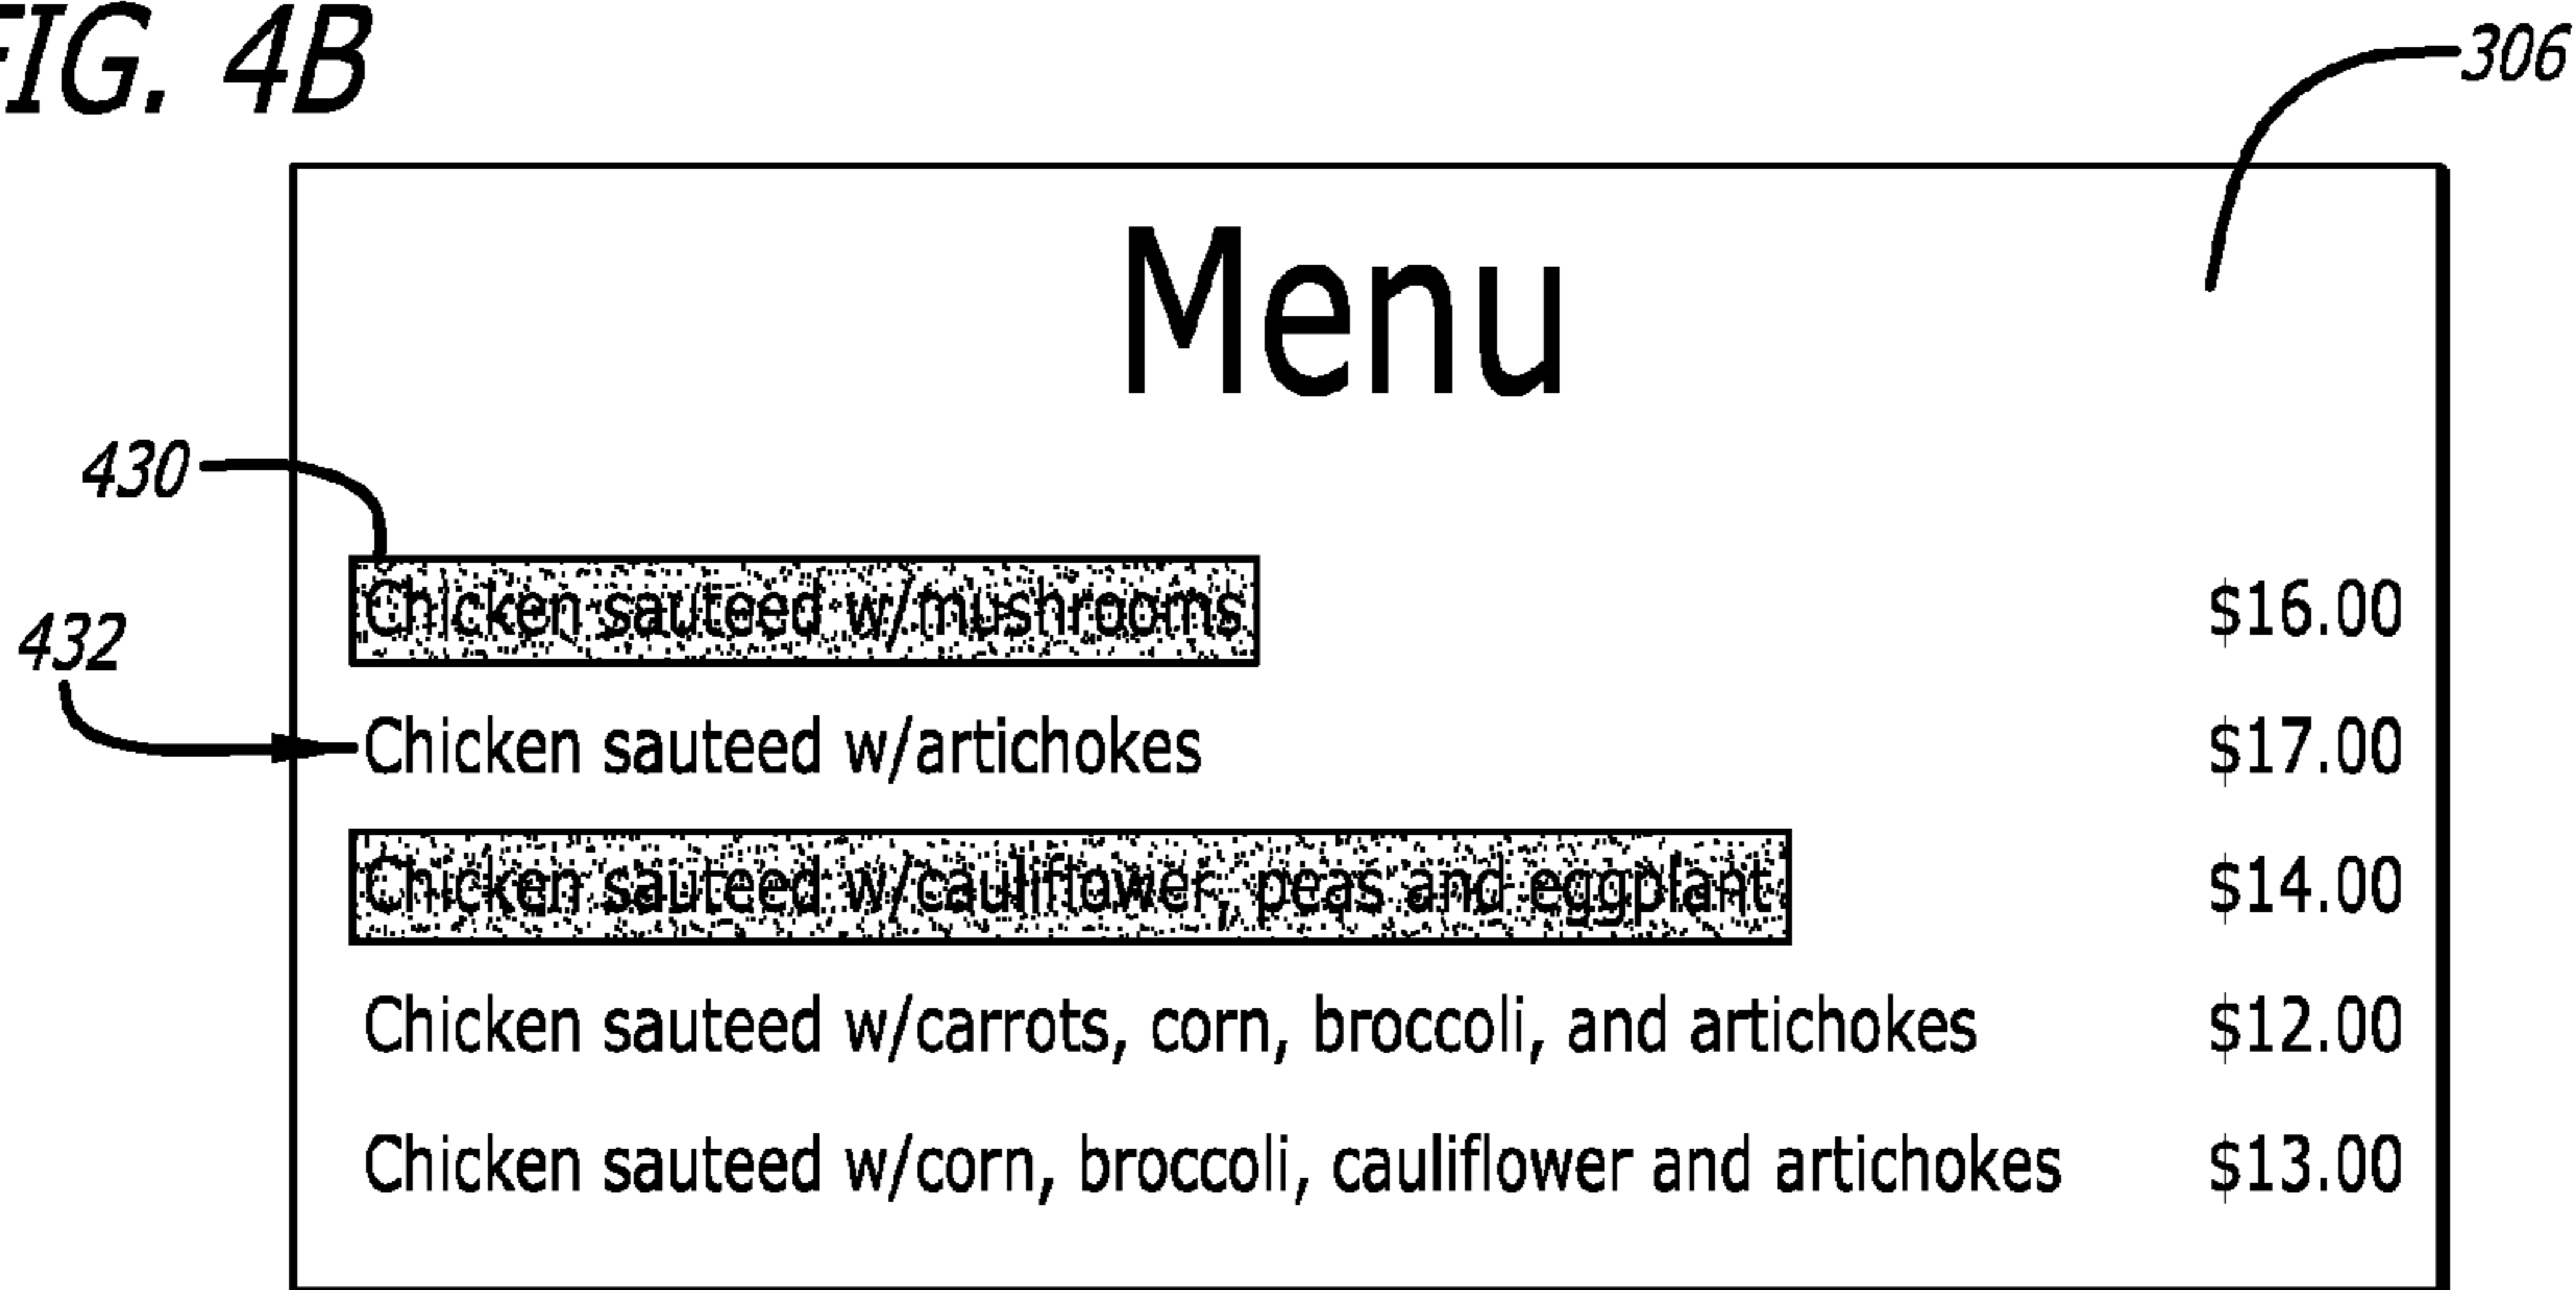 FIG. 4B
306
Menu
430
Chicken sauteed w/mushrooms $16.00
432
Chicken sauteed w/artichokes $17.00
Chicken sauteed w/cauliflower, peas and eggplant $14.00
Chicken sauteed w/carrots, corn, broccoli, and artichokes $12.00
Chicken sauteed w/corn, broccoli, cauliflower and artichokes $13.00